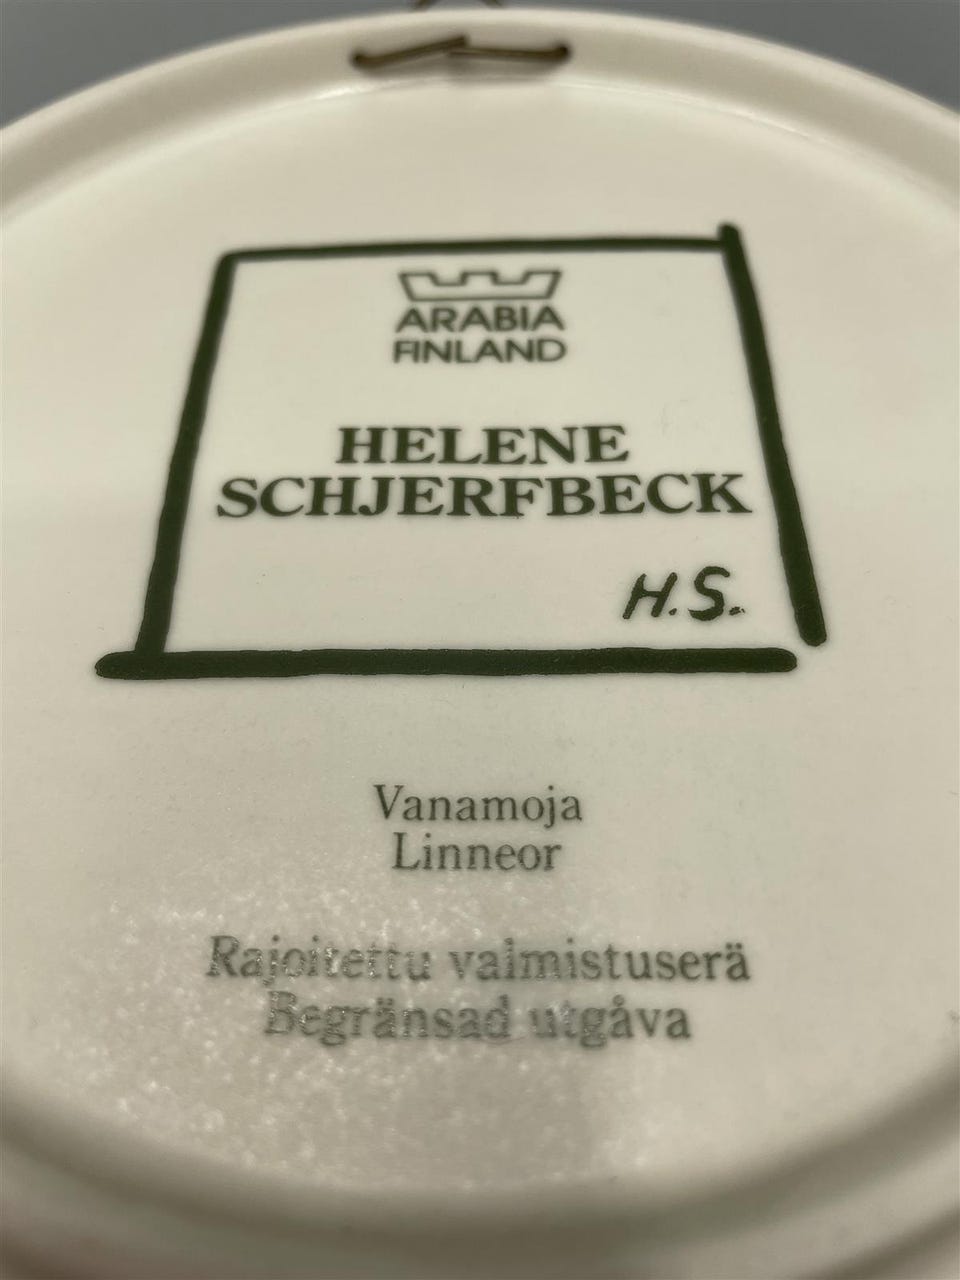 ARABIA
FINLAND
HELENE
SCHJERFBECK
H.S.
Vanamoja
Linneor
Rajoitettu valmistuserä
Begränsad utgåva